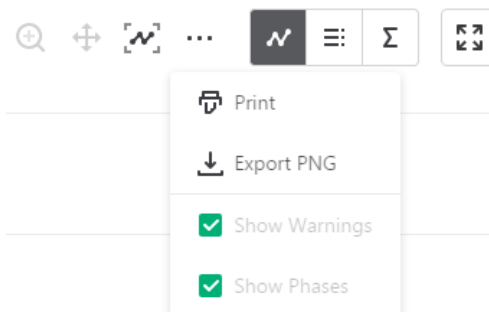 Σ
Print
Export PNG
Show Warnings
Show Phases